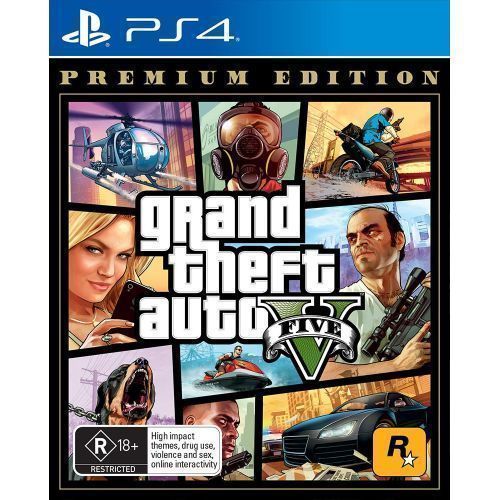 PS4
PREMIUM EDITION
grand
theft
auto
V
FIVE
R 18+
RESTRICTED
High impact
themes, drug use,
violence and sex,
online interactivity
R